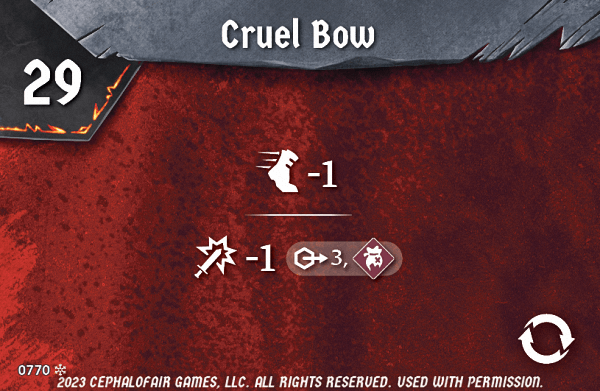 Cruel Bow
29
-1
-1 3,
0770
2023 CEPHALOFAIR GAMES, LLC. ALL RIGHTS RESERVED. USED WITH PERMISSION.